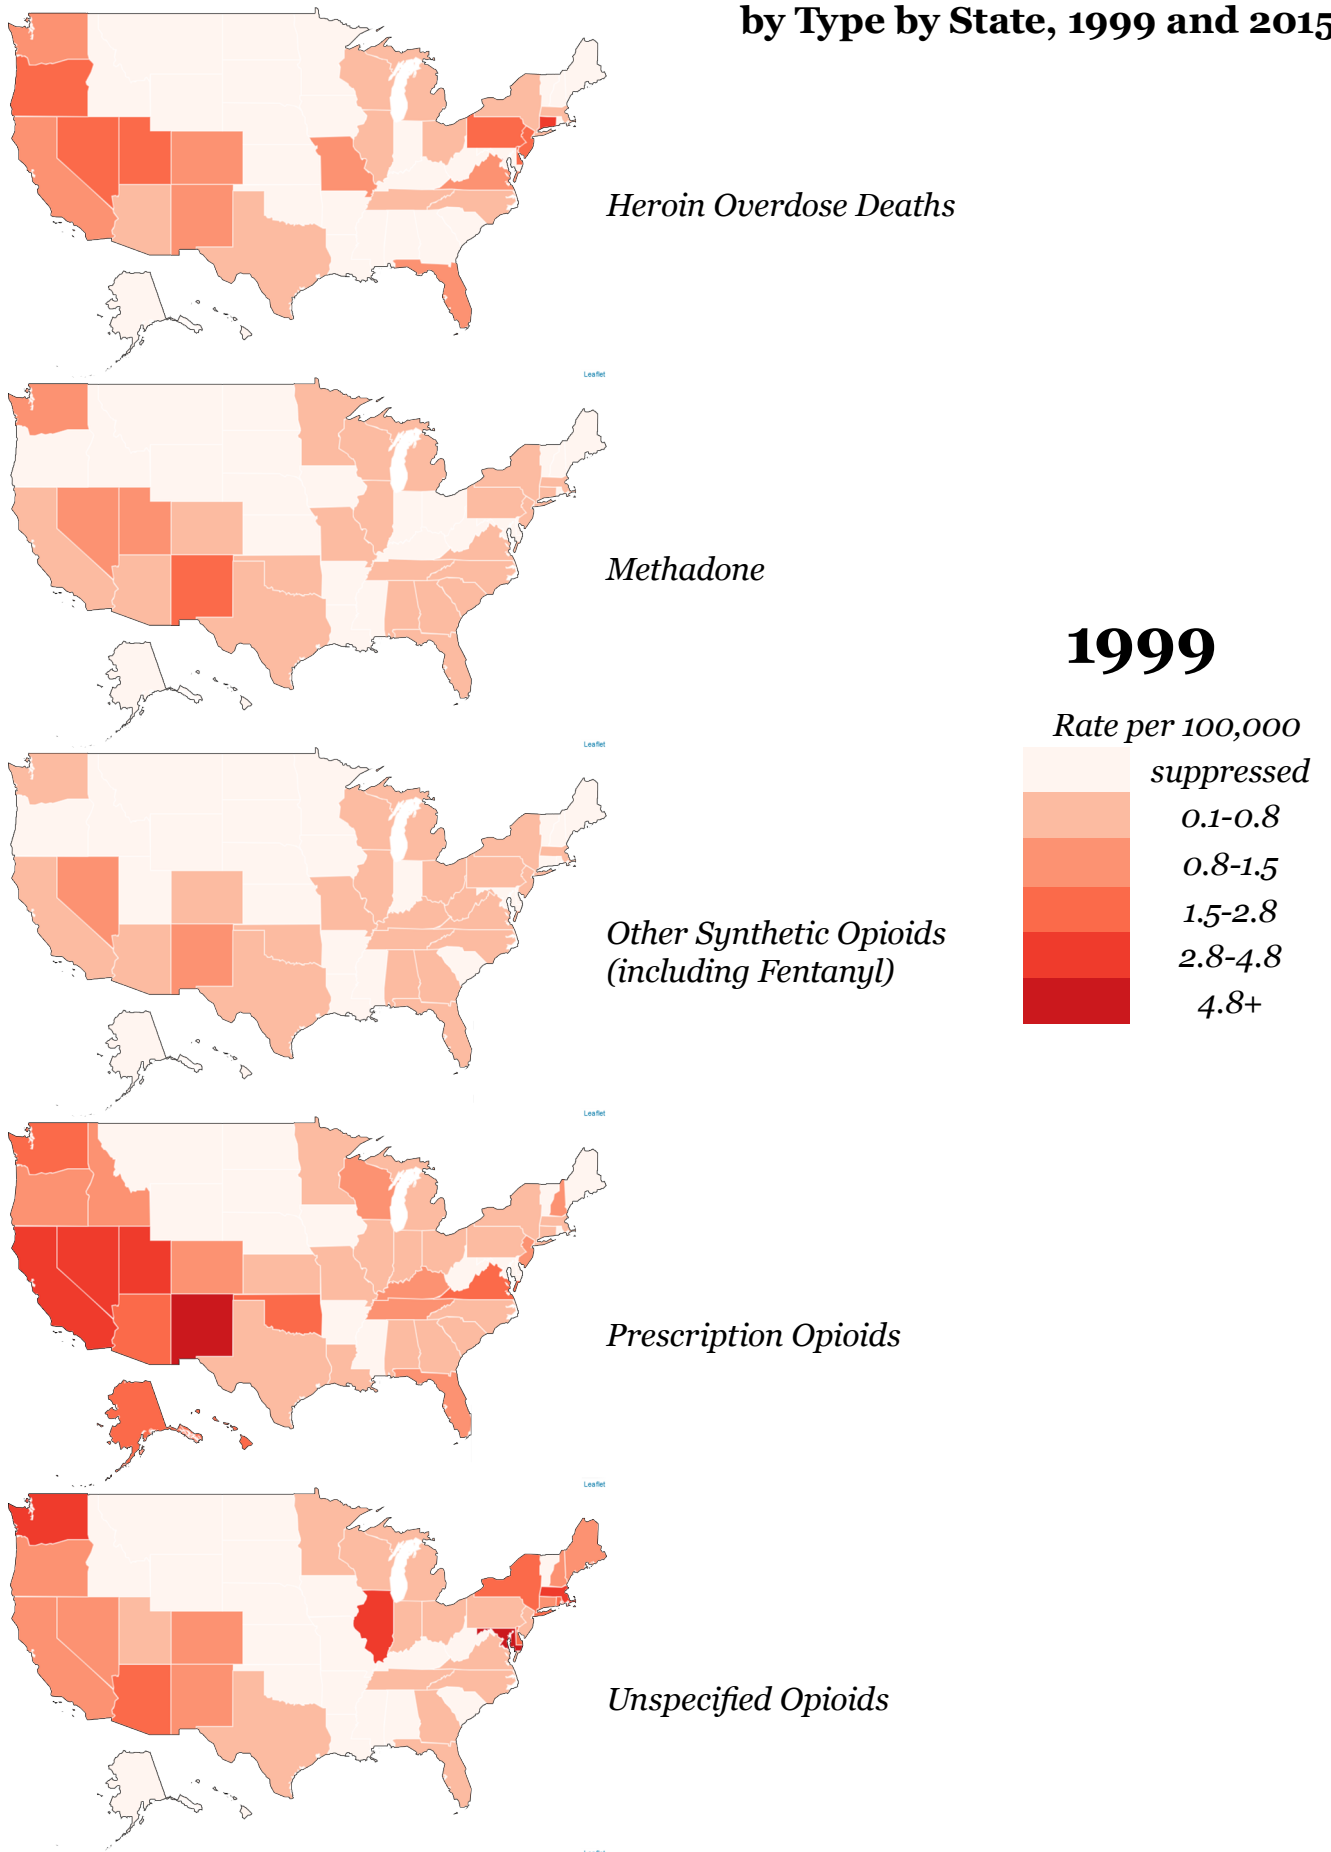 by Type by State, 1999 and 2015
Heroin Overdose Deaths
Leaflet
Methadone
1999
Rate per 100,000
suppressed
0.1-0.8
0.8-1.5
1.5-2.8
2.8-4.8
4.8+
Leaflet
Other Synthetic Opioids
(including Fentanyl)
Leaflet
Prescription Opioids
Leaflet
Unspecified Opioids